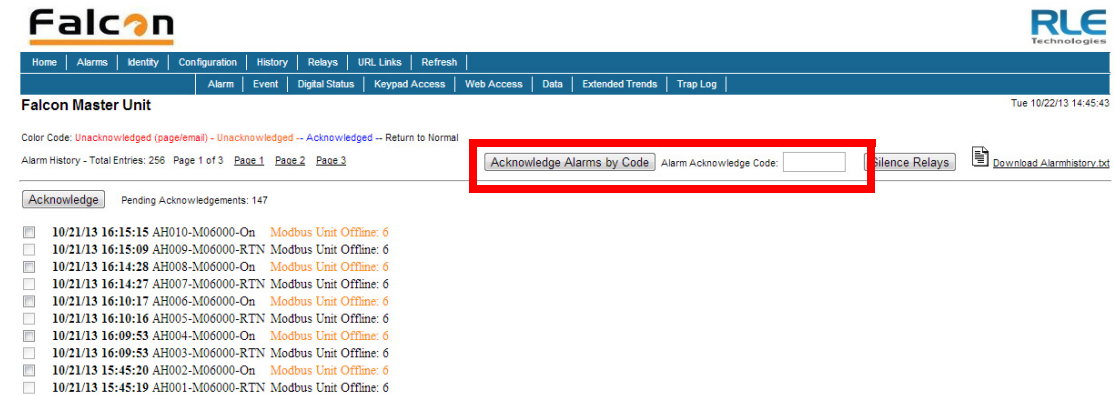 Falcon
RLE
Technologies
Home Alarms Identity Configuration History Relays URL Links Refresh
Alarm Event Digital Status Keypad Access Web Access Data Extended Trends Trap Log
Falcon Master Unit
Tue 10/22/13 14:45:43
Color Code: Unacknowledged (page/email) - Unacknowledged -- Acknowledged -- Return to Normal
Alarm History - Total Entries: 256 Page 1 of 3 Page 1 Page 2 Page 3
Acknowledge Alarms by Code Alarm Acknowledge Code: Silence Relays Download Alarmhistory.txt
Acknowledge Pending Acknowledgements: 147
10/21/13 16:15:15 AH010-M06000-On Modbus Unit Offline: 6
10/21/13 16:15:09 AH009-M06000-RTN Modbus Unit Offline: 6
10/21/13 16:14:28 AH008-M06000-On Modbus Unit Offline: 6
10/21/13 16:14:27 AH007-M06000-RTN Modbus Unit Offline: 6
10/21/13 16:10:17 AH006-M06000-On Modbus Unit Offline: 6
10/21/13 16:10:16 AH005-M06000-RTN Modbus Unit Offline: 6
10/21/13 16:09:53 AH004-M06000-On Modbus Unit Offline: 6
10/21/13 16:09:53 AH003-M06000-RTN Modbus Unit Offline: 6
10/21/13 15:45:20 AH002-M06000-On Modbus Unit Offline: 6
10/21/13 15:45:19 AH001-M06000-RTN Modbus Unit Offline: 6